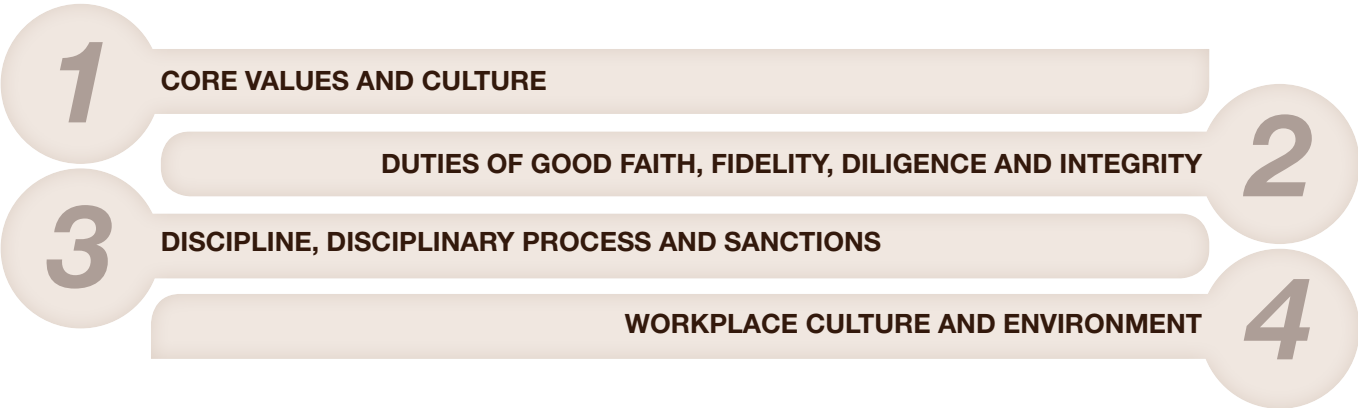 1
CORE VALUES AND CULTURE
DUTIES OF GOOD FAITH, FIDELITY, DILIGENCE AND INTEGRITY
2
3
DISCIPLINE, DISCIPLINARY PROCESS AND SANCTIONS
WORKPLACE CULTURE AND ENVIRONMENT
4